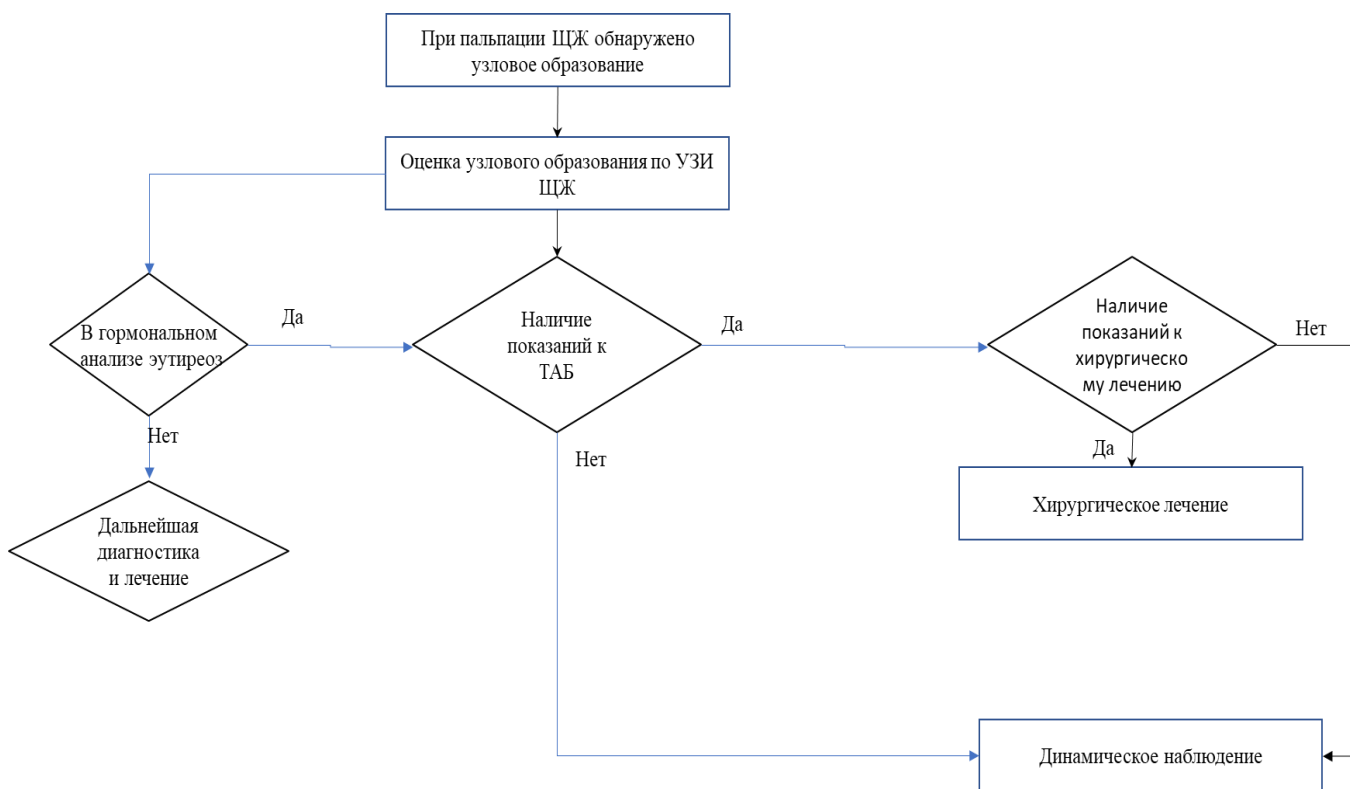 При пальпации ЩЖ обнаружено
узловое образование
Оценка узлового образования по УЗИ
ЩЖ
В гормональном
анализе эутиреоз
Да
Наличие
показаний к
ТАБ
Да
Наличие
показаний к
хирургическо
му лечению
Нет
Нет
Дальнейшая
диагностика
и лечение
Нет
Да
Хирургическое лечение
Динамическое наблюдение